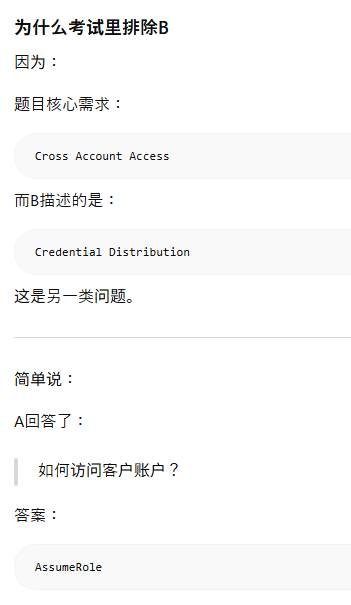 为什么考试里排除B
因为：
题目核心需求：
Cross Account Access
而B描述的是：
Credential Distribution
这是另一类问题。
简单说：
A回答了：
如何访问客户账户？
答案：
AssumeRole